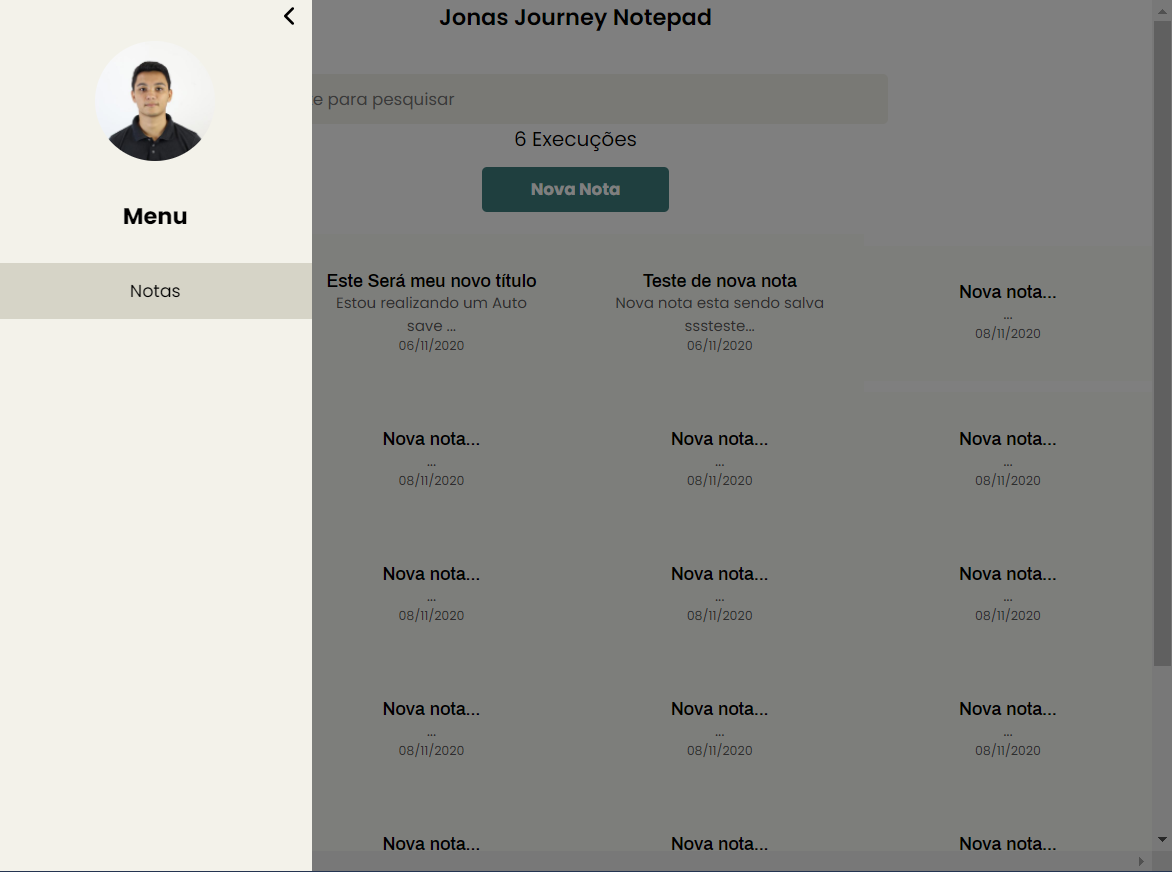 Jonas Journey Notepad
e para pesquisar
6 Execuções
Nova Nota
Menu
Notas
Este Será meu novo título
Estou realizando um Auto
save ...
06/11/2020
Teste de nova nota
Nova nota esta sendo salva
sssteste...
06/11/2020
Nova nota...
...
08/11/2020
Nova nota...
...
08/11/2020
Nova nota...
...
08/11/2020
Nova nota...
...
08/11/2020
Nova nota...
...
08/11/2020
Nova nota...
...
08/11/2020
Nova nota...
...
08/11/2020
Nova nota...
...
08/11/2020
Nova nota...
...
08/11/2020
Nova nota...
...
08/11/2020
Nova nota...
Nova nota...
Nova nota...